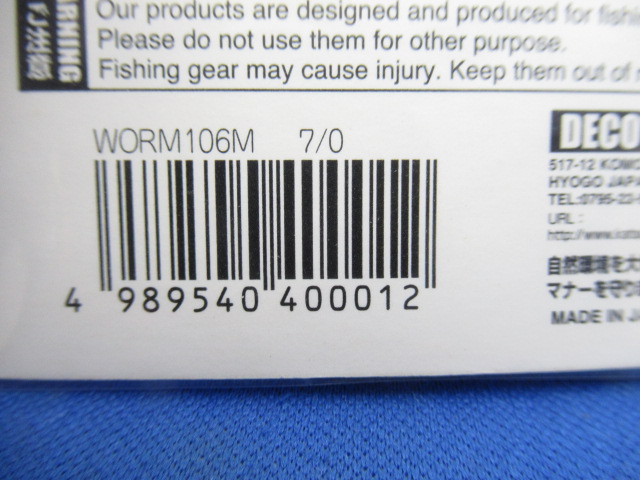 WARNING
Our products are designed and produced for
Please do not use them for other purpose.
Fishing gear may cause injury. Keep them out of
WORM106M 7/0
4 989540 400012
DECO
517-12
HYOGO JAPA
TEL:0795-22-
URL:
http://www.
自然環境を大
マナーを守り
MADE IN JA